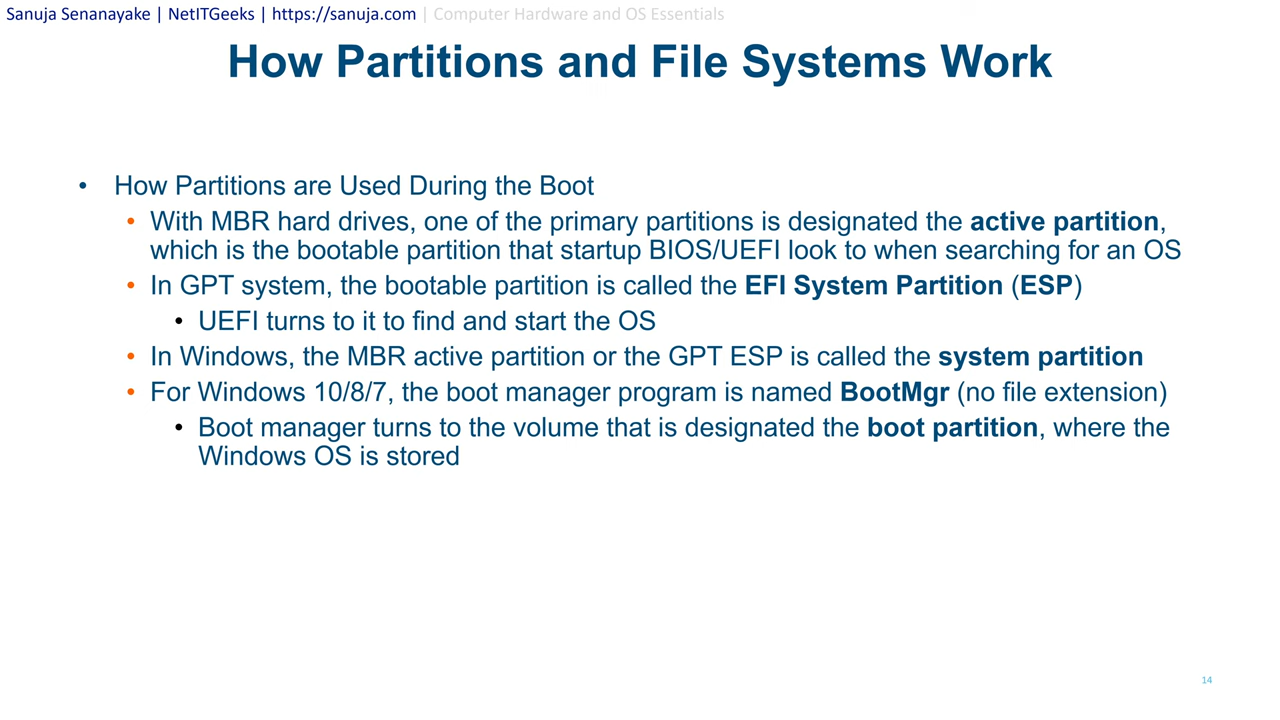 Sanuja Senanayake | NetITGeeks | https://sanuja.com | Computer Hardware and OS Essentials
How Partitions and File Systems Work
• How Partitions are Used During the Boot
• With MBR hard drives, one of the primary partitions is designated the active partition,
which is the bootable partition that startup BIOS/UEFI look to when searching for an OS
• In GPT system, the bootable partition is called the EFI System Partition (ESP)
• UEFI turns to it to find and start the OS
• In Windows, the MBR active partition or the GPT ESP is called the system partition
• For Windows 10/8/7, the boot manager program is named BootMgr (no file extension)
• Boot manager turns to the volume that is designated the boot partition, where the
Windows OS is stored
14